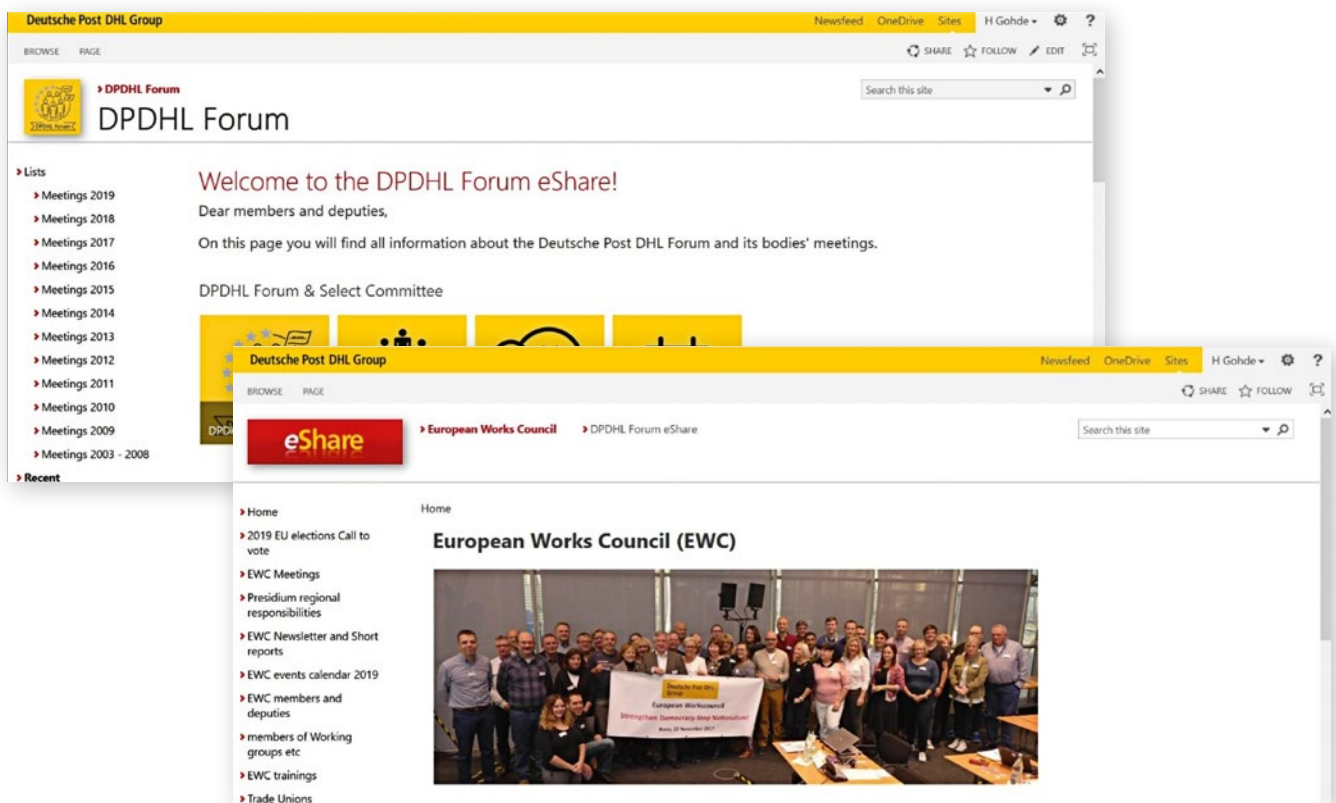 Deutsche Post DHL Group
Newsfeed OneDrive Sites H Gohde ?
BROWSE PAGE
SHARE FOLLOW EDIT
DPDHL Forum
DPDHL Forum
DPDHL Forum
Search this site
Lists
Meetings 2019
Meetings 2018
Meetings 2017
Meetings 2016
Meetings 2015
Meetings 2014
Meetings 2013
Meetings 2012
Meetings 2011
Meetings 2010
Meetings 2009
Meetings 2003 - 2008
Recent
Welcome to the DPDHL Forum eShare!
Dear members and deputies,
On this page you will find all information about the Deutsche Post DHL Forum and its bodies' meetings.
DPDHL Forum & Select Committee
Deutsche Post DHL Group
Newsfeed OneDrive Sites H Gohde ?
BROWSE PAGE
SHARE FOLLOW
eShare
European Works Council DPDHL Forum eShare
Search this site
Home
2019 EU elections Call to
vote
EWC Meetings
Presidium regional
responsibilities
EWC Newsletter and Short
reports
EWC events calendar 2019
EWC members and
deputies
members of Working
groups etc
EWC trainings
Trade Unions
Home
European Works Council (EWC)
Deutsche Post DHL
Group
European Workscouncil
Strengthen Democracy-Stop Nationalism!
Bonn, 27 November 2017